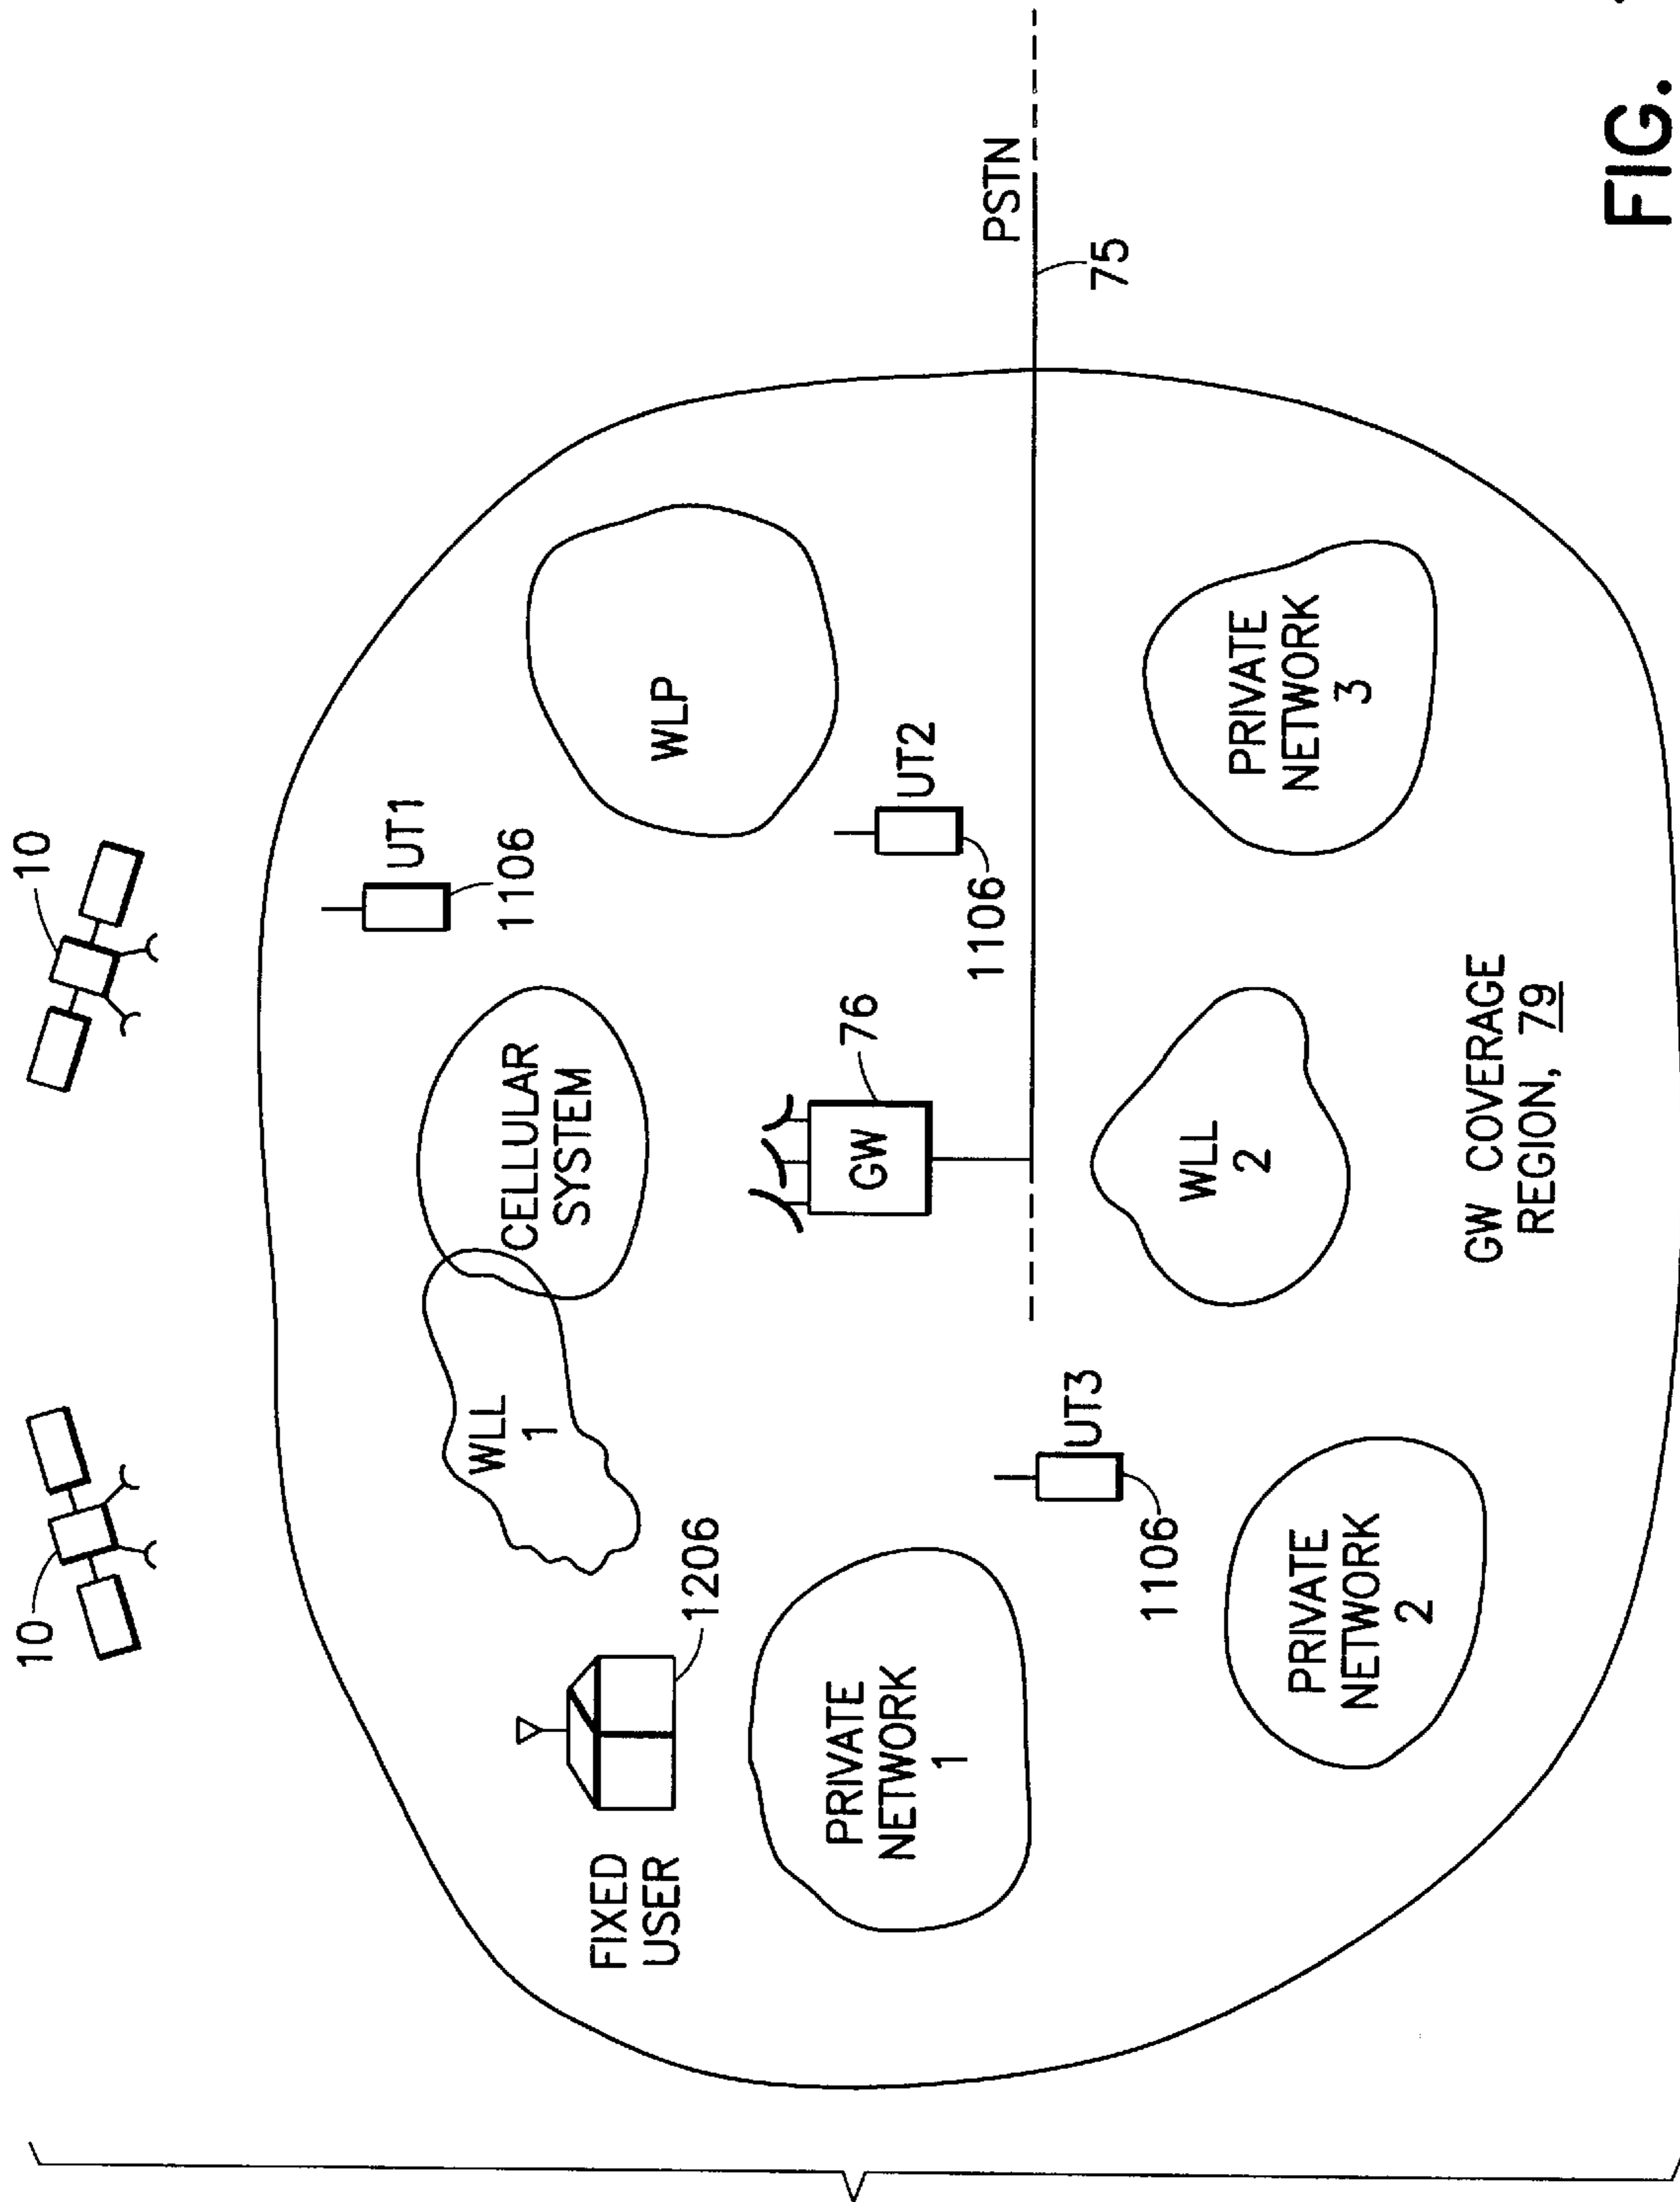 10
10
UT1
1106
CELLULAR
SYSTEM
WLL
1
FIXED
USER
1206
WLP
UT2
1106
76
GW
PRIVATE
NETWORK
1
PSTN
75
UT3
1106
WLL
2
PRIVATE
NETWORK
3
PRIVATE
NETWORK
2
GW COVERAGE
REGION, 79
FIG.